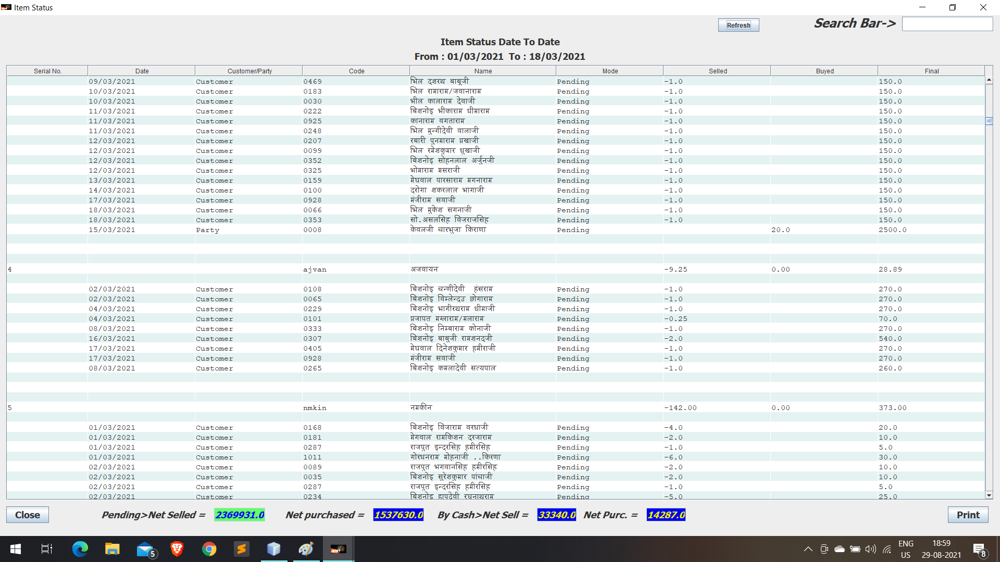 Item Status
Refresh Search Bar->
Item Status Date To Date
From : 01/03/2021 To : 18/03/2021
Serial No. Date Customer/Party Code Name Mode Selled Buyed Final
09/03/2021 Customer 0469 भिल दशरथ बाबूजी Pending -1.0 150.0
10/03/2021 Customer 0183 भिल रामाराम/जवानाराम Pending -1.0 150.0
10/03/2021 Customer 0030 भील कालाराम देवाजी Pending -1.0 150.0
11/03/2021 Customer 0222 बिशनोइ भीकाराम धीमाराम Pending -1.0 150.0
11/03/2021 Customer 0925 कानाराम वगताराम Pending -1.0 150.0
11/03/2021 Customer 0248 भिल मुन्गीदेवी वालाजी Pending -1.0 150.0
12/03/2021 Customer 0207 रबारी पुनमाराम प्रखाजी Pending -1.0 150.0
12/03/2021 Customer 0099 भिल रमेशकुमार धुखाजी Pending -1.0 150.0
12/03/2021 Customer 0352 बिशनोइ सोहनलाल अर्जुनजी Pending -1.0 150.0
12/03/2021 Customer 0325 भोमाराम मसराजी Pending -1.0 150.0
13/03/2021 Customer 0159 मेघवाल पारसाराम मगनाराम Pending -1.0 150.0
14/03/2021 Customer 0100 दरोगा शकरलाल भागाजी Pending -1.0 150.0
17/03/2021 Customer 0928 मंजीराम सवाजी Pending -1.0 150.0
18/03/2021 Customer 0066 भिल मुकेश सगनाजी Pending -1.0 150.0
18/03/2021 Customer 0353 सो.असलसिह विजराजसिह Pending -1.0 150.0
15/03/2021 Party 0008 केवलजी चारभुजा किराणा Pending 20.0 2500.0
4 ajvan अजवायन -9.25 0.00 28.89
02/03/2021 Customer 0108 बिशनोइ चन्णीदेवी हंसराम Pending -1.0 270.0
02/03/2021 Customer 0065 बिशनोइ विम्लेन्दउ छोगाराम Pending -1.0 270.0
04/03/2021 Customer 0229 बिशनोइ भागीरथराम धीमाजी Pending -1.0 270.0
04/03/2021 Customer 0101 प्रजापत मग्लाराम/मलाराम Pending -0.25 70.0
08/03/2021 Customer 0333 बिशनोइ निम्बाराम कोनाजी Pending -1.0 270.0
16/03/2021 Customer 0307 बिशनोइ बाबुजी रामशनदजी Pending -2.0 540.0
17/03/2021 Customer 0405 मेघवाल दिनेशकुमार हमीराजी Pending -1.0 270.0
17/03/2021 Customer 0928 मंजीराम सवाजी Pending -1.0 270.0
08/03/2021 Customer 0265 बिशनोइ कमलादेवी सत्यपाल Pending -1.0 260.0
5 nmkin नमकीन -142.00 0.00 373.00
01/03/2021 Customer 0168 बिशनोइ विजाराम वरधाजी Pending -4.0 20.0
01/03/2021 Customer 0181 मेगवाल रामकिशन दरजाराम Pending -2.0 10.0
01/03/2021 Customer 0287 राजपुत इन्दरसिह हमीरसिह Pending -1.0 5.0
01/03/2021 Customer 1011 गोरधनराम मोहनाजी ..किरणा Pending -6.0 30.0
02/03/2021 Customer 0089 राजपुत भगवानसिह हमीरसिह Pending -2.0 10.0
02/03/2021 Customer 0035 बिशनोइ सुरेशकुमार पांचाजी Pending -2.0 10.0
02/03/2021 Customer 0287 राजपुत इन्दरसिह हमीरसिह Pending -1.0 5.0
02/03/2021 Customer 0234 बिशनोइ हापदेवी रघनाथराम Pending -5.0 25.0
Close Pending>Net Selled = 2369931.0 Net purchased = 1537630.0 By Cash>Net Sell = 33340.0 Net Purc. = 14287.0 Print
5 ENG US 18:59 29-08-2021 8